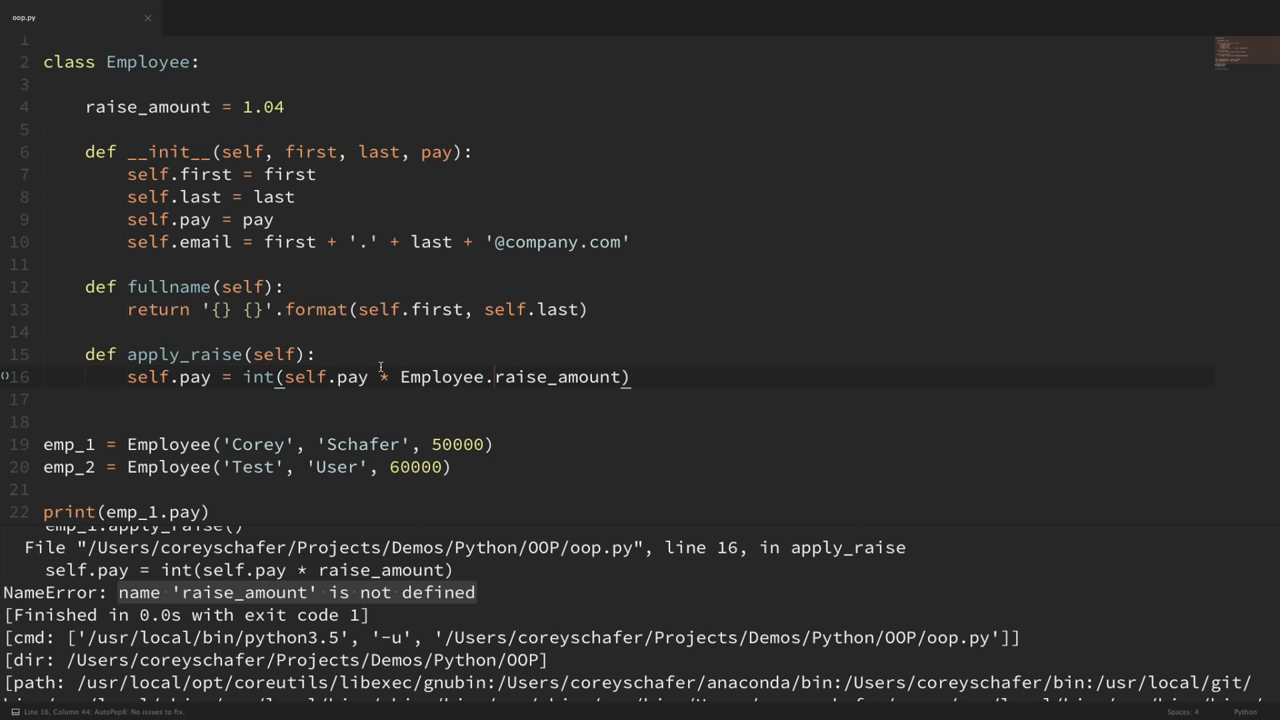 oop.py
1
2 class Employee:
3
4 raise_amount = 1.04
5
6 def __init__(self, first, last, pay):
7 self.first = first
8 self.last = last
9 self.pay = pay
10 self.email = first + '.' + last + '@company.com'
11
12 def fullname(self):
13 return '{} {}'.format(self.first, self.last)
14
15 def apply_raise(self):
16 self.pay = int(self.pay * Employee.raise_amount)
17
18
19 emp_1 = Employee('Corey', 'Schafer', 50000)
20 emp_2 = Employee('Test', 'User', 60000)
21
22 print(emp_1.pay)
emp_1.apply_raise()
File "/Users/coreyschafer/Projects/Demos/Python/OOP/oop.py", line 16, in apply_raise
self.pay = int(self.pay * raise_amount)
NameError: name 'raise_amount' is not defined
[Finished in 0.0s with exit code 1]
[cmd: ['/usr/local/bin/python3.5', '-u', '/Users/coreyschafer/Projects/Demos/Python/OOP/oop.py']]
[dir: /Users/coreyschafer/Projects/Demos/Python/OOP]
[path: /usr/local/opt/coreutils/libexec/gnubin:/Users/coreyschafer/anaconda/bin:/Users/coreyschafer/bin:/usr/local/git/
Line 16, Column 44; AutoPep8: No issues to fix.
Spaces: 4
Python